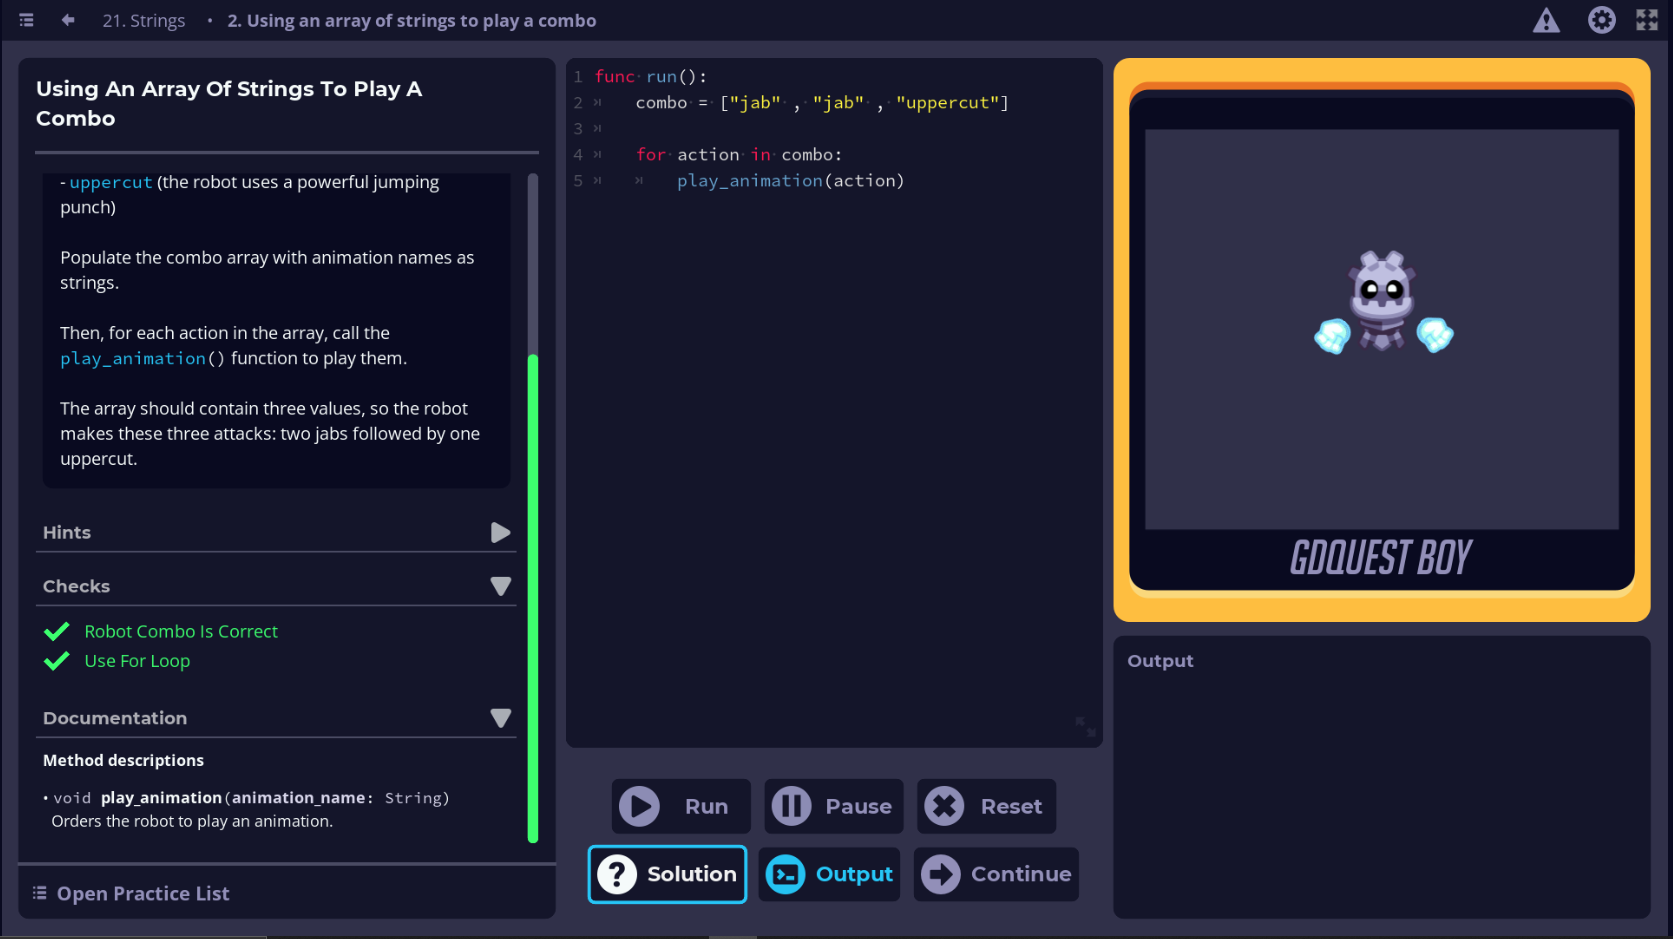 21. Strings • 2. Using an array of strings to play a combo
Using An Array Of Strings To Play A
Combo
- uppercut (the robot uses a powerful jumping
punch)
Populate the combo array with animation names as
strings.
Then, for each action in the array, call the
play_animation() function to play them.
The array should contain three values, so the robot
makes these three attacks: two jabs followed by one
uppercut.
Hints
Checks
Robot Combo Is Correct
Use For Loop
Documentation
Method descriptions
• void play_animation(animation_name: String)
Orders the robot to play an animation.
Open Practice List
1 func run():
2 combo = ["jab" , "jab" , "uppercut"]
3
4 for action in combo:
5 play_animation(action)
Run
Pause
Reset
? Solution
Output
Continue
GDQUEST BOY
Output